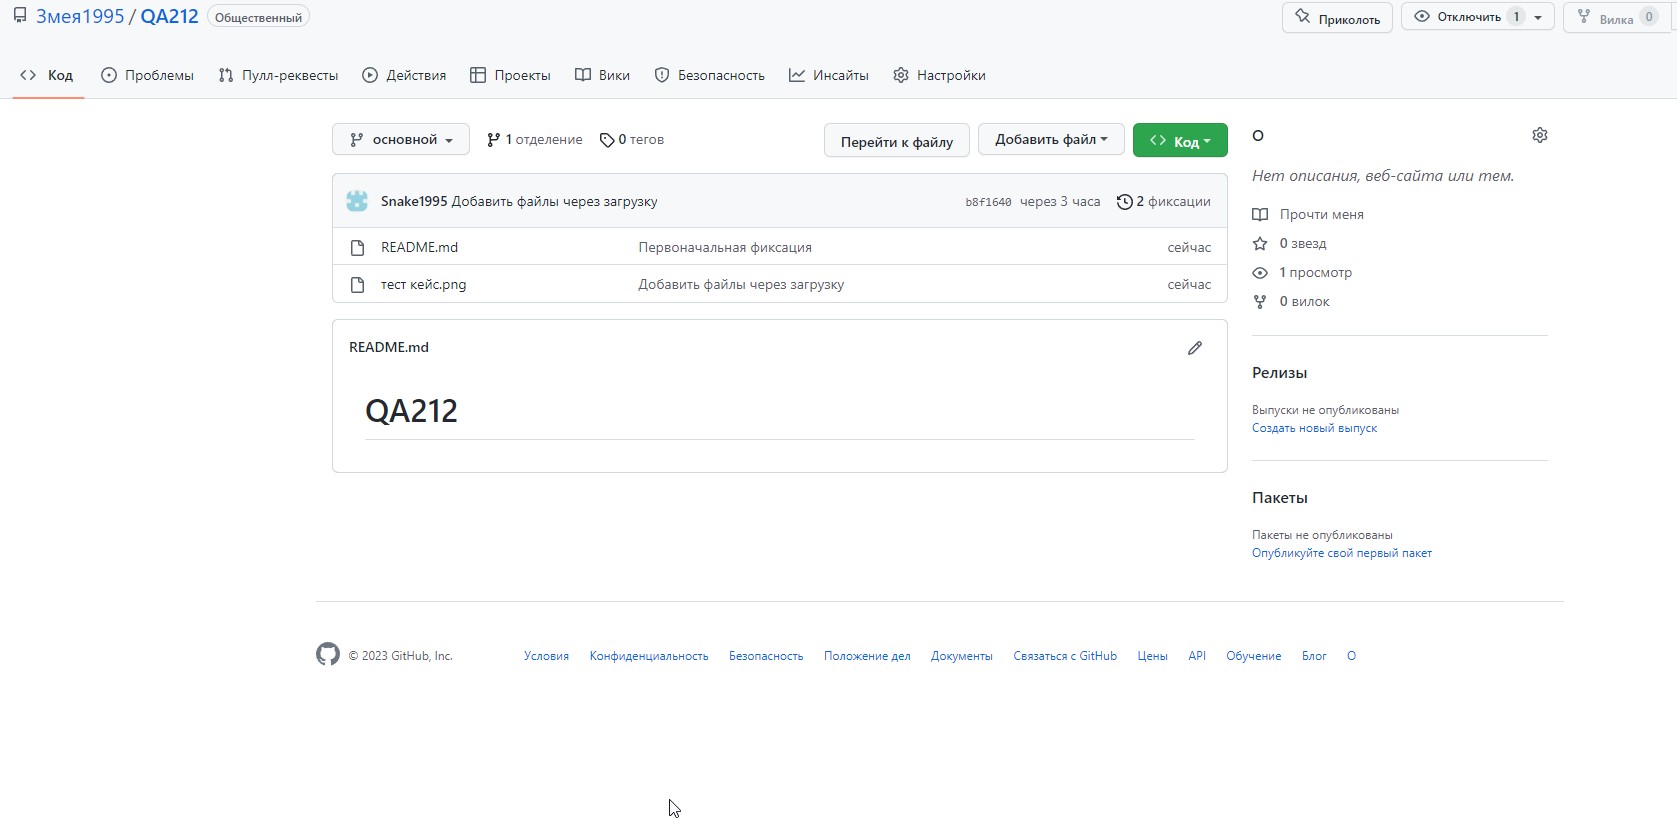 Змея1995 / QA212 Общественный
Приколоть
Отключить 1
Вилка 0
Код Проблемы Пулл-реквесты Действия Проекты Вики Безопасность Инсайты Настройки
основной 1 отделение 0 тегов Перейти к файлу Добавить файл Код
Snake1995 Добавить файлы через загрузку b8f1640 через 3 часа 2 фиксации
README.md Первоначальная фиксация сейчас
тест кейс.png Добавить файлы через загрузку сейчас
README.md
QA212
О
Нет описания, веб-сайта или тем.
Прочти меня
0 звезд
1 просмотр
0 вилок
Релизы
Выпуски не опубликованы
Создать новый выпуск
Пакеты
Пакеты не опубликованы
Опубликуйте свой первый пакет
© 2023 GitHub, Inc. Условия Конфиденциальность Безопасность Положение дел Документы Связаться с GitHub Цены API Обучение Блог О